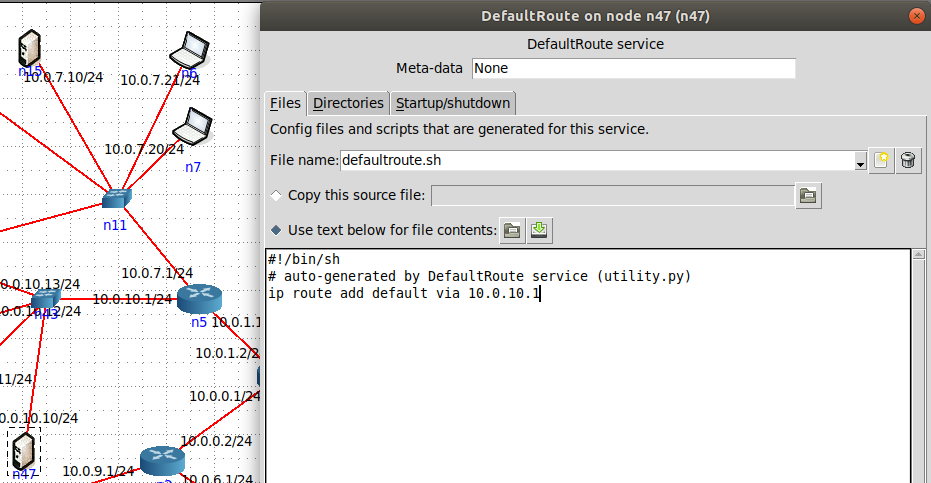 DefaultRoute on node n47 (n47)
DefaultRoute service
Meta-data None
Files Directories Startup/shutdown
Config files and scripts that are generated for this service.
File name: defaultroute.sh
Copy this source file:
Use text below for file contents:
#!/bin/sh
# auto-generated by DefaultRoute service (utility.py)
ip route add default via 10.0.10.1
n15
10.0.7.10/24
n6
10.0.7.21/24
10.0.7.20/24
n7
n11
10.0.7.1/24
.0.10.13/24
10.0.10.1/24
n43
n5
10.0.1.1
10.0.1.2/2
11/24
10.0.0.1/24
0.0.10.10/24
10.0.0.2/24
n47
10.0.9.1/24
10.0.6.1/24